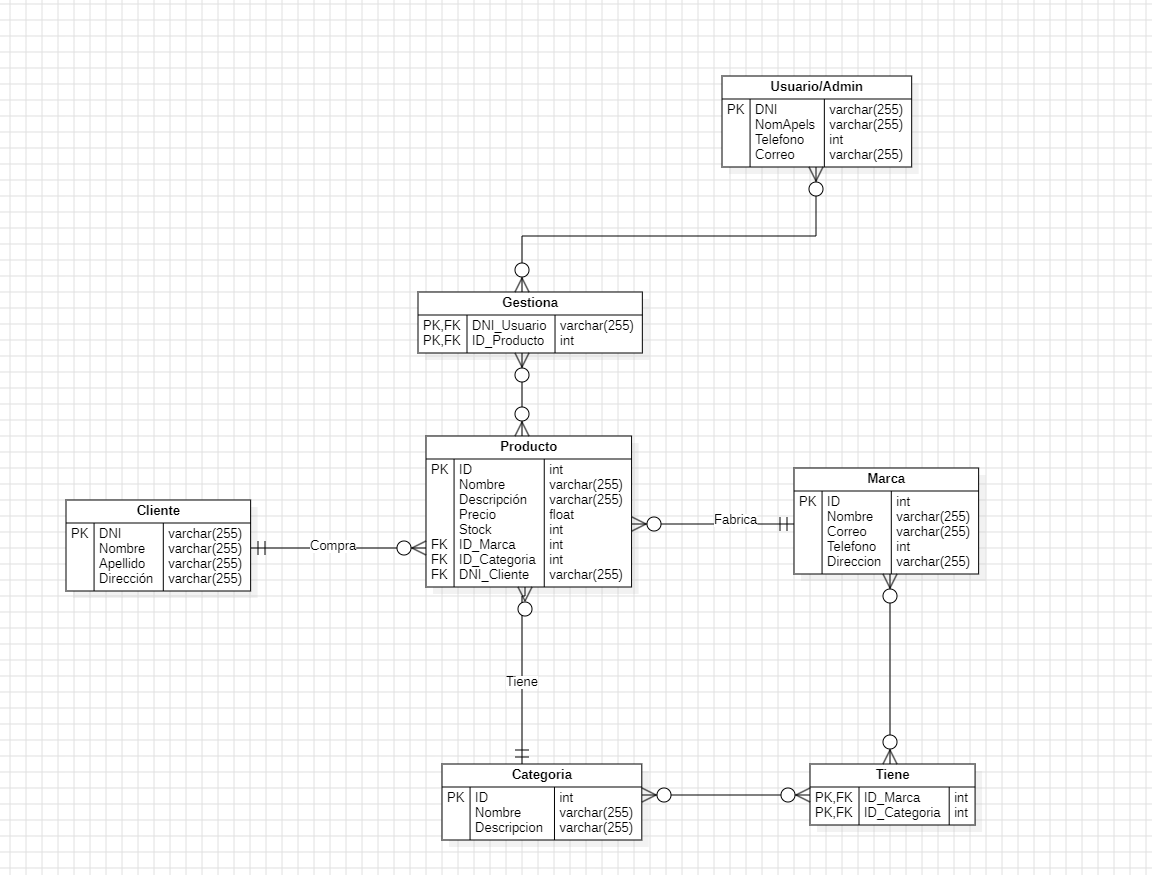 Usuario/Admin
PK DNI varchar(255)
NomApels varchar(255)
Telefono int
Correo varchar(255)
Gestiona
PK,FK DNI_Usuario varchar(255)
PK,FK ID_Producto int
Producto
PK ID int
Nombre varchar(255)
Descripción varchar(255)
Precio float
Stock int
FK ID_Marca int
FK ID_Categoria int
FK DNI_Cliente varchar(255)
Marca
PK ID int
Nombre varchar(255)
Correo varchar(255)
Telefono int
Direccion varchar(255)
Cliente
PK DNI varchar(255)
Nombre varchar(255)
Apellido varchar(255)
Dirección varchar(255)
Compra
Fabrica
Tiene
Categoria
PK ID int
Nombre varchar(255)
Descripcion varchar(255)
Tiene
PK,FK ID_Marca int
PK,FK ID_Categoria int